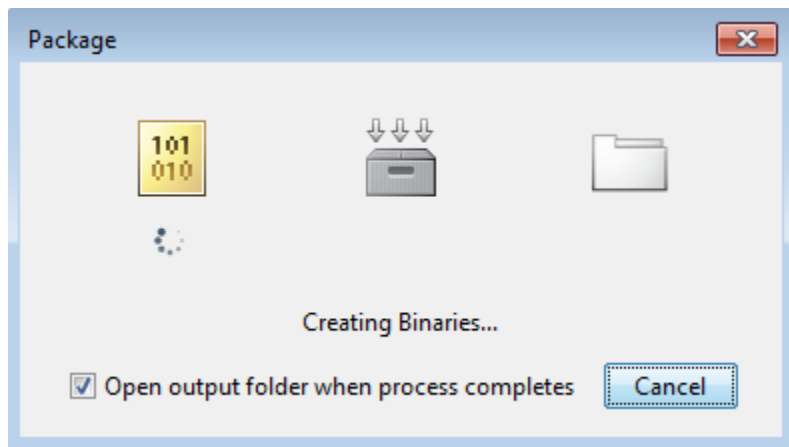 Package
101
010
Creating Binaries...
Open output folder when process completes
Cancel